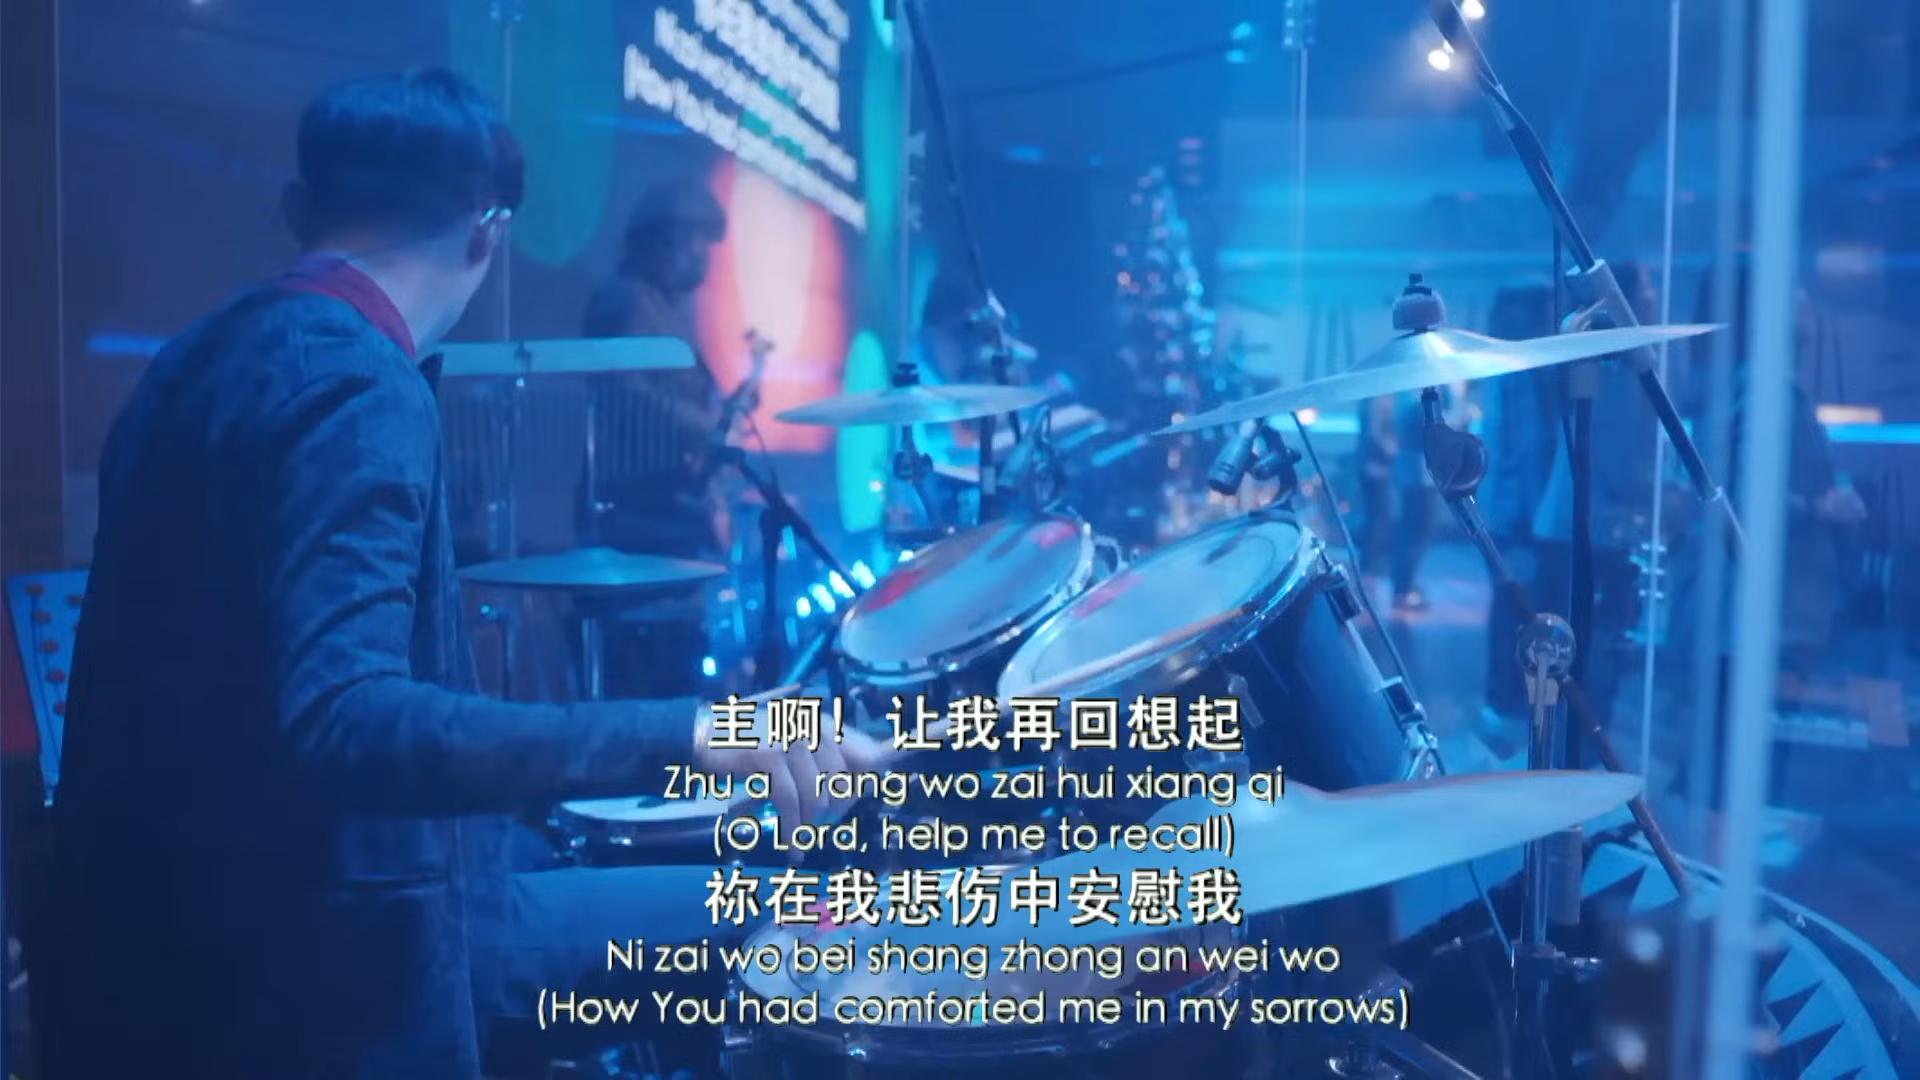 主啊！ 让我再回想起
Zhu a rang wo zai hui xiang qi
(O Lord, help me to recall)
祢在我悲伤中安慰我
Ni zai wo bei shang zhong an wei wo
(How You had comforted me in my sorrows)